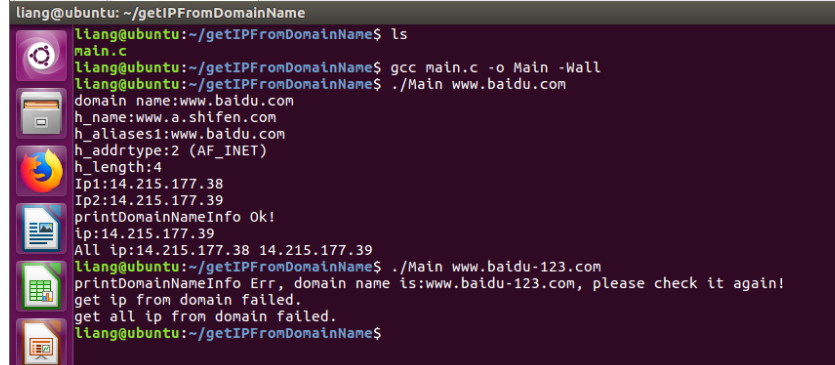 liang@ubuntu: ~/getIPFromDomainName
liang@ubuntu:~/getIPFromDomainName$ ls
main.c
liang@ubuntu:~/getIPFromDomainName$ gcc main.c -o Main -Wall
liang@ubuntu:~/getIPFromDomainName$ ./Main www.baidu.com
domain name:www.baidu.com
h_name:www.a.shifen.com
h_aliases1:www.baidu.com
h_addrtype:2 (AF_INET)
h_length:4
Ip1:14.215.177.38
Ip2:14.215.177.39
printDomainNameInfo Ok!
ip:14.215.177.39
All ip:14.215.177.38 14.215.177.39
liang@ubuntu:~/getIPFromDomainName$ ./Main www.baidu-123.com
printDomainNameInfo Err, domain name is:www.baidu-123.com, please check it again!
get ip from domain failed.
get all ip from domain failed.
liang@ubuntu:~/getIPFromDomainName$